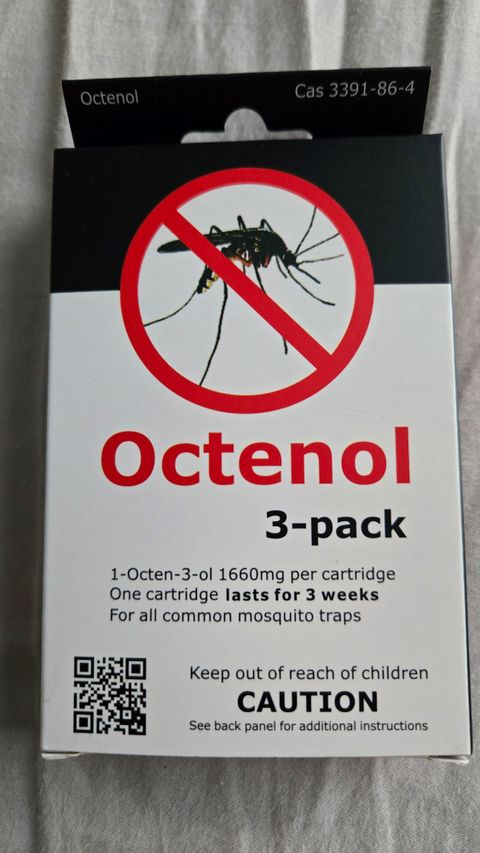 Octenol
Cas 3391-86-4
Octenol
3-pack
1-Octen-3-ol 1660mg per cartridge
One cartridge lasts for 3 weeks
For all common mosquito traps
Keep out of reach of children
CAUTION
See back panel for additional instructions